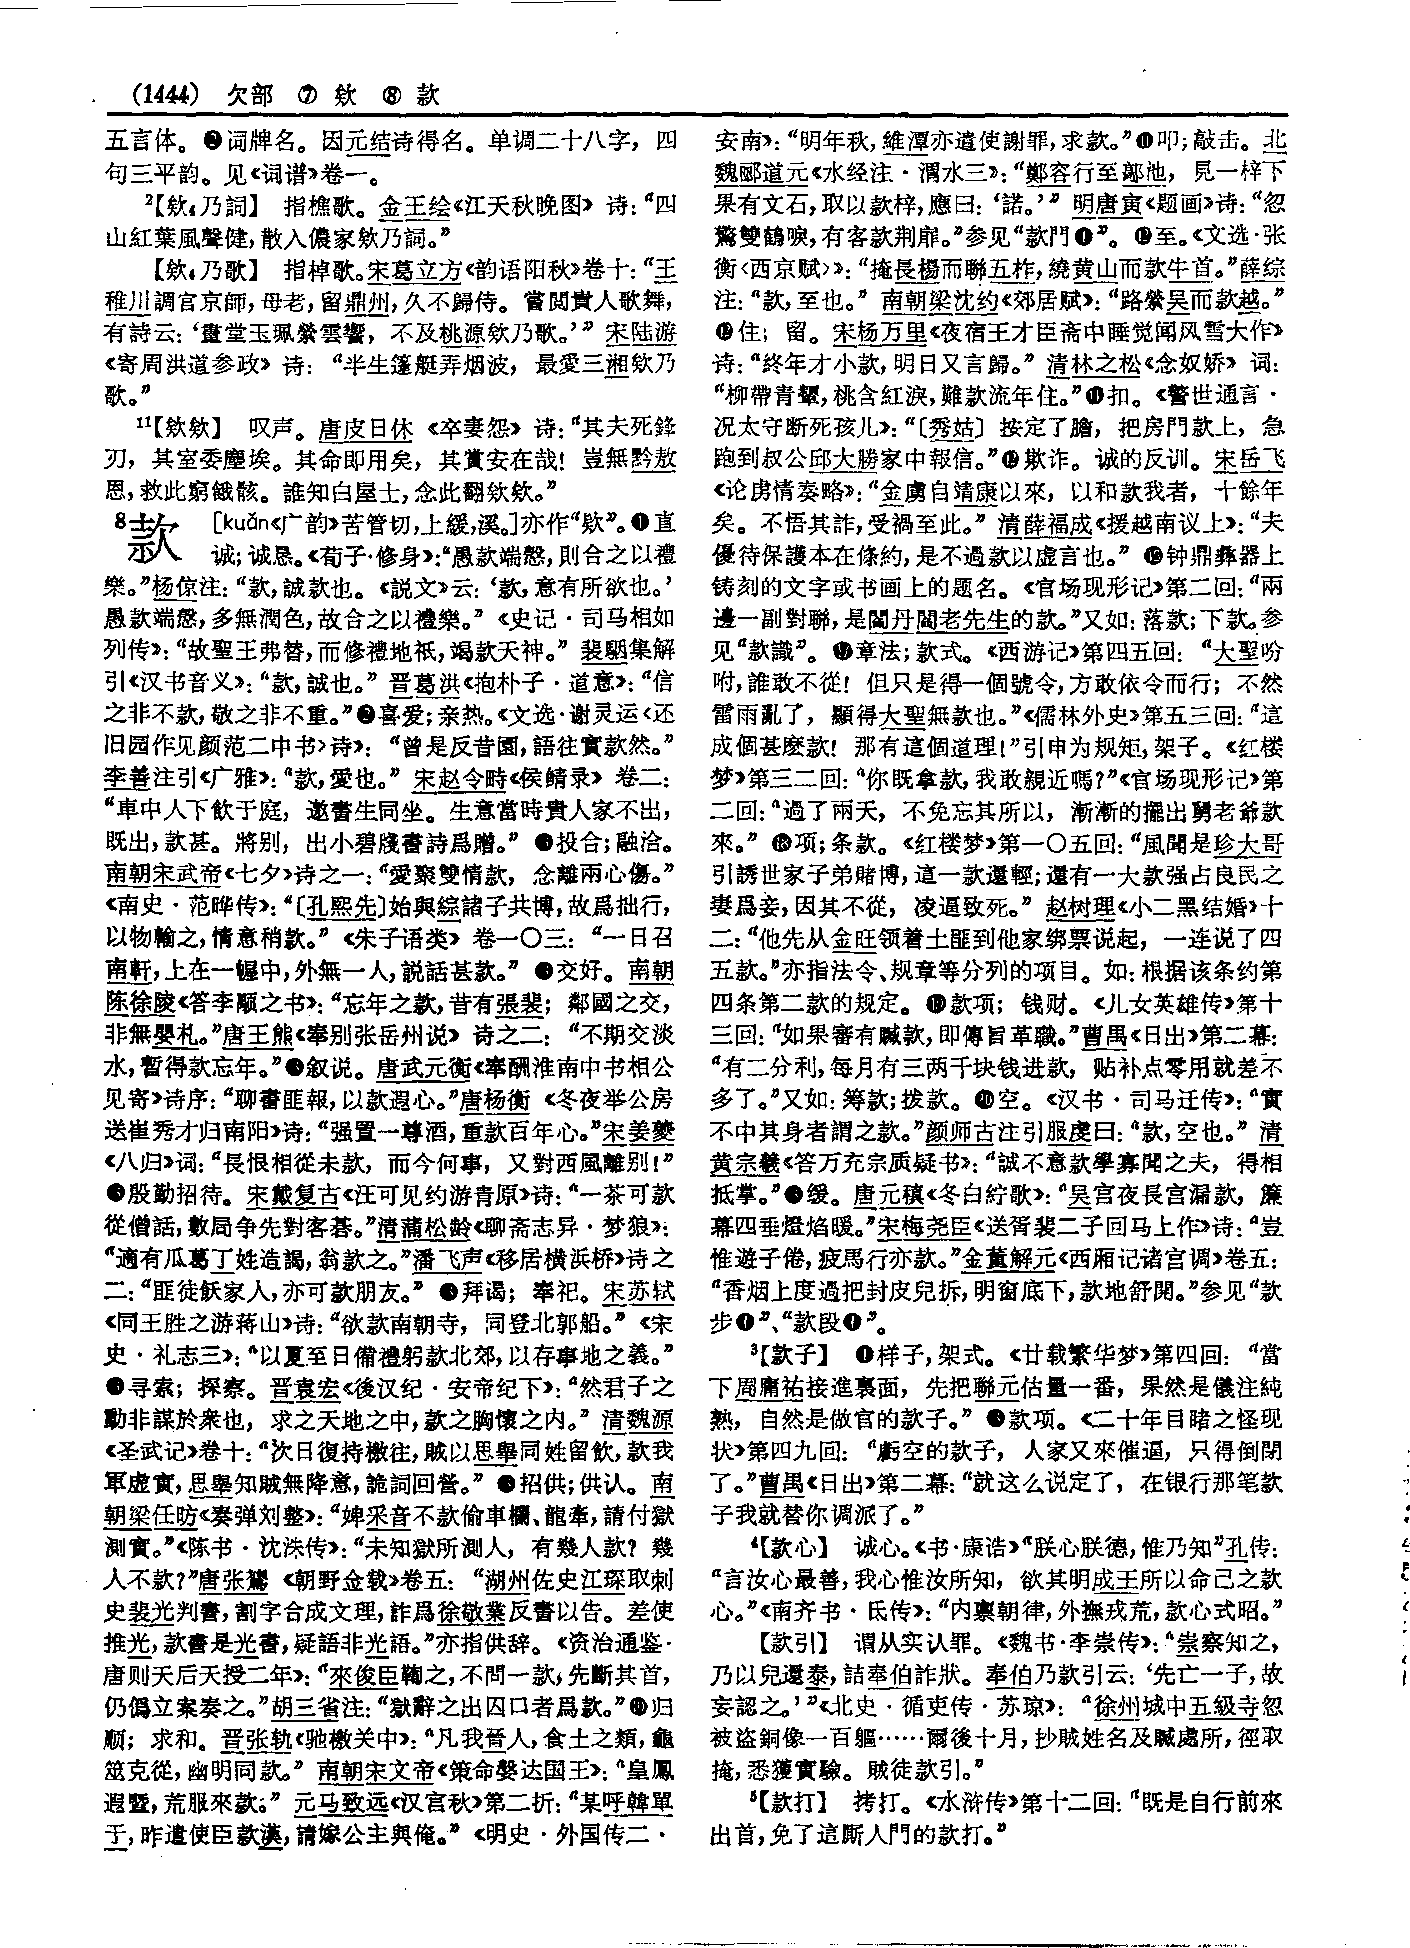 (1444) 欠部 ⑦ 欸 ⑧ 款
五言体。❷词牌名。因元结诗得名。单调二十八字，四
句三平韵。见《词谱》卷一。
²【欸乃詞】 指樵歌。金王绘《江天秋晚图》诗：“四
山紅葉風聲健，散入儂家欸乃詞。”
【欸乃歌】 指棹歌。宋葛立方《韵语阳秋》卷十：“王
稚川調官京師，母老，留鼎州，久不歸侍。嘗閲貴人歌舞，
有詩云：‘畫堂玉珮縈雲響，不及桃源欸乃歌。’” 宋陆游
《寄周洪道参政》诗：“半生篷艇弄烟波，最愛三湘欸乃
歌。”
¹¹【欸欸】 叹声。唐皮日休《卒妻怨》诗：“其夫死鋒
刃，其室委塵埃。其命即用矣，其賞安在哉！豈無黔敖
恩，救此窮餓骸。誰知白屋士，念此翻欸欸。”
⁸款 [kuǎn《广韵》苦管切，上緩，溪。]亦作“欵”。❶直
诚；诚恳。《荀子·修身》：“愚款端慤，則合之以禮
樂。”杨倞注：“款，誠款也。《説文》云：‘款，意有所欲也。’
愚款端慤，多無潤色，故合之以禮樂。”《史记·司马相如
列传》：“故聖王弗替，而修禮地祇，謁款天神。” 裴駰集解
引《汉书音义》：“款，誠也。” 晋葛洪《抱朴子·道意》：“信
之非不款，敬之非不重。”❷喜爱；亲热。《文选·谢灵运〈还
旧园作见颜范二中书〉诗》：“曾是反昔園，語往實款然。”
李善注引《广雅》：“款，愛也。” 宋赵令畤《侯鲭录》卷二：
“車中人下飲于庭，邀書生同坐。生意當時貴人家不出，
既出，款甚。將别，出小碧牋書詩爲贈。” ❸投合；融洽。
南朝宋武帝《七夕》诗之一：“愛聚雙情款，念離兩心傷。”
《南史·范晔传》：“〔孔熙先〕始與綜諸子共博，故爲拙行，
以物輸之，情意稍款。”《朱子语类》卷一〇三：“一日召
南軒，上在一幄中，外無一人，説話甚款。” ❹交好。南朝
陈徐陵《答李颙之书》：“忘年之款，昔有張裴；鄰國之交，
非無嬰札。”唐王熊《奉别张岳州说》诗之二：“不期交淡
水，暫得款忘年。”❺叙说。唐武元衡《奉酬淮南中书相公
见寄》诗序：“聊書匪報，以款遐心。”唐杨衡《冬夜举公房
送崔秀才归南阳》诗：“强置一尊酒，重款百年心。”宋姜夔
《八归》词：“長恨相從未款，而今何事，又對西風離别！”
❻殷勤招待。宋戴复古《汪可见约游青原》诗：“一茶可款
從僧話，數局争先對客碁。”清蒲松龄《聊斋志异·梦狼》：
“適有瓜葛丁姓造謁，翁款之。”潘飞声《移居横浜桥》诗之
二：“匪徒飫家人，亦可款朋友。” ❼拜谒；奉祀。宋苏轼
《同王胜之游蒋山》诗：“欲款南朝寺，同登北郭船。”《宋
史·礼志三》：“以夏至日備禮躬款北郊，以存事地之義。”
❽寻索；探察。晋袁宏《後汉纪·安帝纪下》：“然君子之
動非謀於衆也，求之天地之中，款之胸懷之内。” 清魏源
《圣武记》卷十：“次日復持檄往，賊以思舉同姓留飲，款我
軍虚實，思舉知賊無降意，詭詞回營。” ❾招供；供认。南
朝梁任昉《奏弹刘整》：“婢采音不款偷車欄、龍牽，請付獄
測實。”《陈书·沈洙传》：“未知獄所測人，有幾人款？幾
人不款？”唐张鷟《朝野佥载》卷五：“湖州佐史江琛取刺
史裴光判書，割字合成文理，詐爲徐敬業反書以告。差使
推光，款書是光書，疑語非光語。”亦指供辞。《资治通鉴·
唐则天后天授二年》：“來俊臣鞫之，不問一款，先斷其首，
仍僞立案奏之。”胡三省注：“獄辭之出囚口者爲款。”❿归
顺；求和。晋张轨《驰檄关中》：“凡我晉人，食土之類，龜
筮克從，幽明同款。” 南朝宋文帝《策命婺达国王》：“皇風
遐暨，荒服來款。” 元马致远《汉宫秋》第二折：“某呼韓單
于，昨遣使臣款漢，請嫁公主與俺。”《明史·外国传二·
安南》：“明年秋，維潭亦遣使謝罪，求款。”⓫叩；敲击。北
魏郦道元《水经注·渭水三》：“鄭容行至鄗池，見一梓下
果有文石，取以款梓，應曰：‘諾。’” 明唐寅《题画》诗：“忽
驚雙鶴唳，有客款荆扉。”参见“款門❶”。⓬至。《文选·张
衡〈西京赋〉》：“掩長楊而聯五柞，繞黄山而款牛首。”薛综
注：“款，至也。” 南朝梁沈约《郊居赋》：“路縈吴而款越。”
⓭住；留。宋杨万里《夜宿王才臣斋中睡觉闻风雪大作》
诗：“終年才小款，明日又言歸。” 清林之松《念奴娇》词：
“柳帶青顰，桃含紅淚，難款流年住。”⓮扣。《警世通言·
况太守断死孩儿》：“〔秀姑〕按定了膽，把房門款上，急
跑到叔公邱大勝家中報信。”⓯欺诈。诚的反训。宋岳飞
《论虏情奏略》：“金虜自靖康以來，以和款我者，十餘年
矣。不悟其詐，受禍至此。” 清薛福成《援越南议上》：“夫
優待保護本在條約，是不過款以虚言也。” ⓰钟鼎彝器上
铸刻的文字或书画上的题名。《官场现形记》第二回：“兩
邊一副對聯，是閻丹閻老先生的款。”又如：落款；下款。参
见“款識”。⓱章法；款式。《西游记》第四五回：“大聖吩
咐，誰敢不從！但只是得一個號令，方敢依令而行；不然
雷雨亂了，顯得大聖無款也。”《儒林外史》第五三回：“這
成個甚麽款！那有這個道理！”引申为规矩，架子。《红楼
梦》第三二回：“你既拿款，我敢親近嗎？”《官场现形记》第
二回：“過了兩天，不免忘其所以，漸漸的擺出舅老爺款
來。” ⓲项；条款。《红楼梦》第一〇五回：“風聞是珍大哥
引誘世家子弟賭博，這一款還輕；還有一大款强占良民之
妻爲妾，因其不從，凌逼致死。” 赵树理《小二黑结婚》十
二：“他先从金旺领着土匪到他家绑票说起，一连说了四
五款。”亦指法令、规章等分列的项目。如：根据该条约第
四条第二款的规定。⓳款项；钱财。《儿女英雄传》第十
三回：“如果審有贓款，即傳旨革職。”曹禺《日出》第二幕：
“有二分利，每月有三两千块钱进款，贴补点零用就差不
多了。”又如：筹款；拨款。⓴空。《汉书·司马迁传》：“實
不中其身者謂之款。”颜师古注引服虔曰：“款，空也。” 清
黄宗羲《答万充宗质疑书》：“誠不意款學寡聞之夫，得相
抵掌。”㉑缓。唐元稹《冬白紵歌》：“吴宫夜長宫漏款，簾
幕四垂燈焰暖。”宋梅尧臣《送胥裴二子回马上作》诗：“豈
惟遊子倦，疲馬行亦款。”金董解元《西厢记诸宫调》卷五：
“香烟上度過把封皮兒拆，明窗底下，款地舒開。”参见“款
步❶”、“款段❶”。
³【款子】 ❶样子，架式。《廿载繁华梦》第四回：“當
下周庸祐接進裏面，先把聯元估量一番，果然是儀注純
熟，自然是做官的款子。” ❷款项。《二十年目睹之怪现
状》第四九回：“虧空的款子，人家又來催逼，只得倒閉
了。”曹禺《日出》第二幕：“就这么说定了，在银行那笔款
子我就替你调派了。”
⁴【款心】 诚心。《书·康诰》“朕心朕德，惟乃知”孔传：
“言汝心最善，我心惟汝所知，欲其明成王所以命己之款
心。”《南齐书·氐传》：“内禀朝律，外撫戎荒，款心式昭。”
【款引】 谓从实认罪。《魏书·李崇传》：“崇察知之，
乃以兒還泰，詰奉伯詐狀。奉伯乃款引云：‘先亡一子，故
妄認之。’”《北史·循吏传·苏琼》：“徐州城中五級寺忽
被盗銅像一百軀……爾後十月，抄賊姓名及贓處所，徑取
掩，悉獲實驗。賊徒款引。”
⁵【款打】 拷打。《水浒传》第十二回：“既是自行前來
出首，免了這厮入門的款打。”